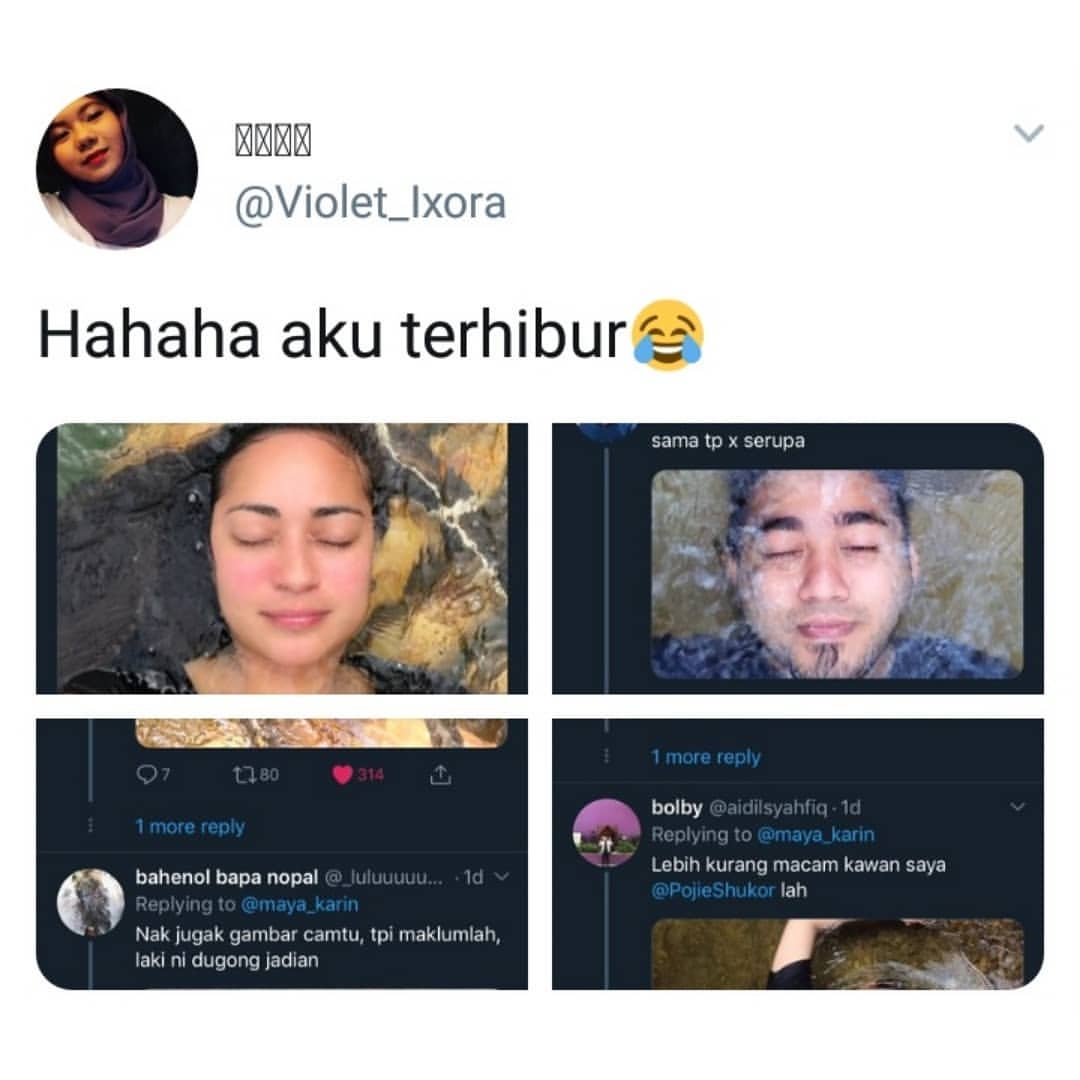 @Violet_Ixora
Hahaha aku terhibur😂
sama tp x serupa
7 80 314
1 more reply
bahenol bapa nopal @_luluuuuu... · 1d
Replying to @maya_karin
Nak jugak gambar camtu, tpi maklumlah,
laki ni dugong jadian
1 more reply
bolby @aidilsyahfiq · 1d
Replying to @maya_karin
Lebih kurang macam kawan saya
@PojieShukor lah